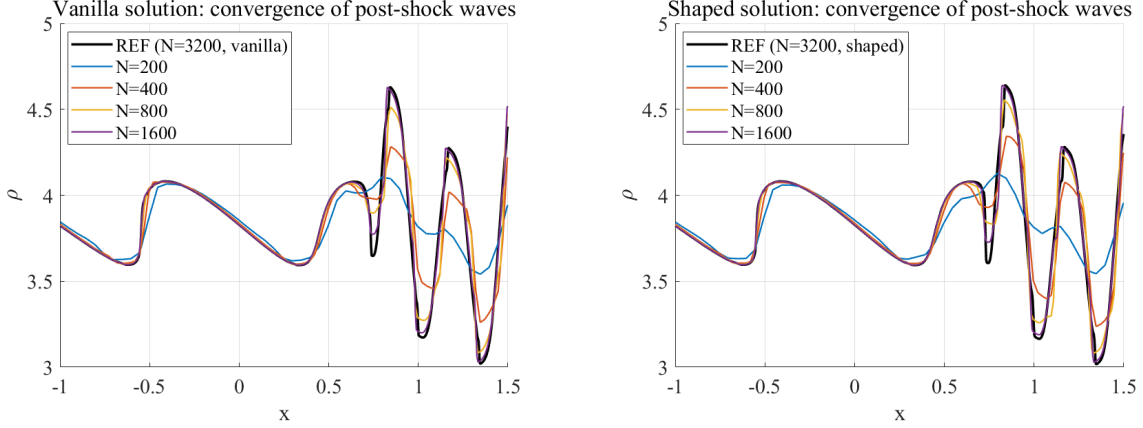 Vanilla solution: convergence of post-shock waves
5
4.5
4
3.5
3
ρ
REF (N=3200, vanilla)
N=200
N=400
N=800
N=1600
-1
-0.5
0
0.5
1
1.5
x
Shaped solution: convergence of post-shock waves
5
4.5
4
3.5
3
ρ
REF (N=3200, shaped)
N=200
N=400
N=800
N=1600
-1
-0.5
0
0.5
1
1.5
x